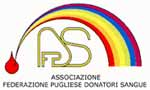 FPDS
ASSOCIAZIONE
FEDERAZIONE PUGLIESE DONATORI SANGUE